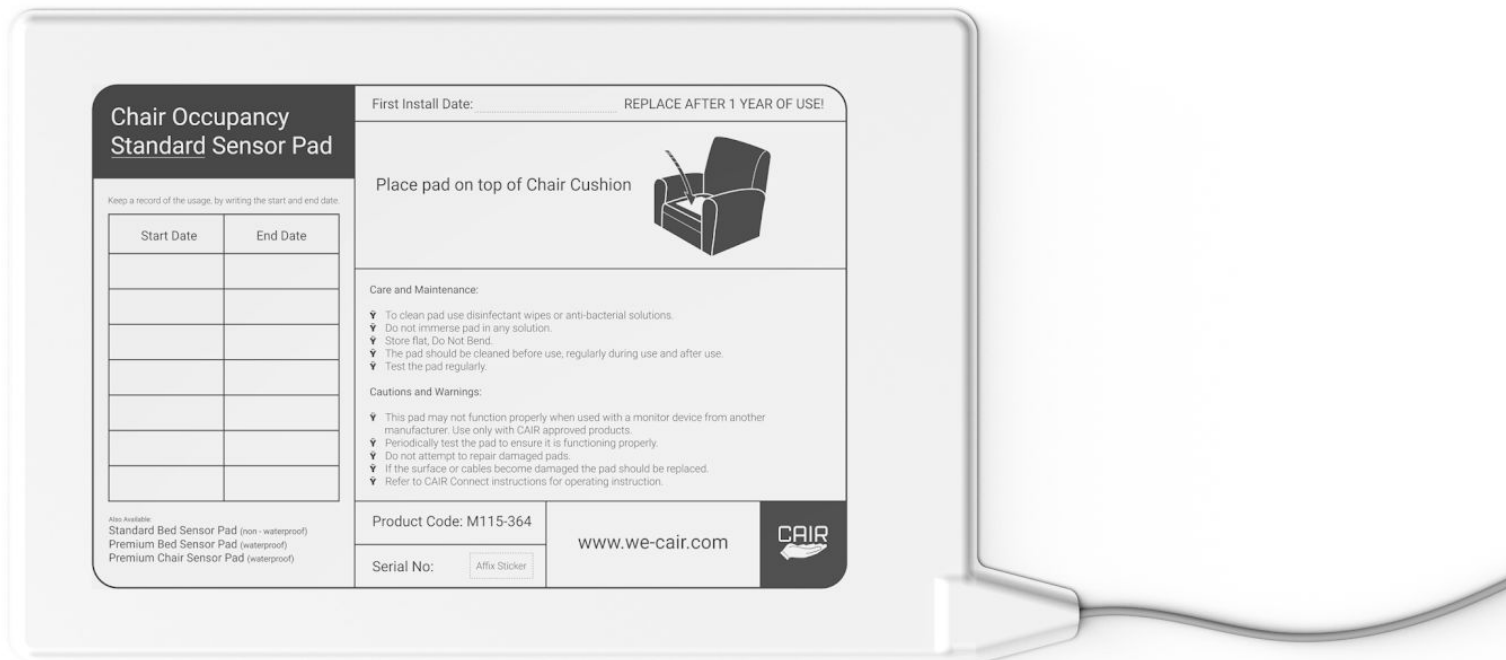 Chair Occupancy
Standard Sensor Pad
Keep a record of the usage, by writing the start and end date.
Start Date End Date
Also Available:
Standard Bed Sensor Pad (non - waterproof)
Premium Bed Sensor Pad (waterproof)
Premium Chair Sensor Pad (waterproof)
First Install Date: REPLACE AFTER 1 YEAR OF USE!
Place pad on top of Chair Cushion
Care and Maintenance:
Ÿ To clean pad use disinfectant wipes or anti-bacterial solutions.
Ÿ Do not immerse pad in any solution.
Ÿ Store flat, Do Not Bend.
Ÿ The pad should be cleaned before use, regularly during use and after use.
Ÿ Test the pad regularly.
Cautions and Warnings:
Ÿ This pad may not function properly when used with a monitor device from another
manufacturer. Use only with CAIR approved products.
Ÿ Periodically test the pad to ensure it is functioning properly.
Ÿ Do not attempt to repair damaged pads.
Ÿ If the surface or cables become damaged the pad should be replaced.
Ÿ Refer to CAIR Connect instructions for operating instruction.
Product Code: M115-364
Serial No: Affix Sticker
www.we-cair.com
CAIR